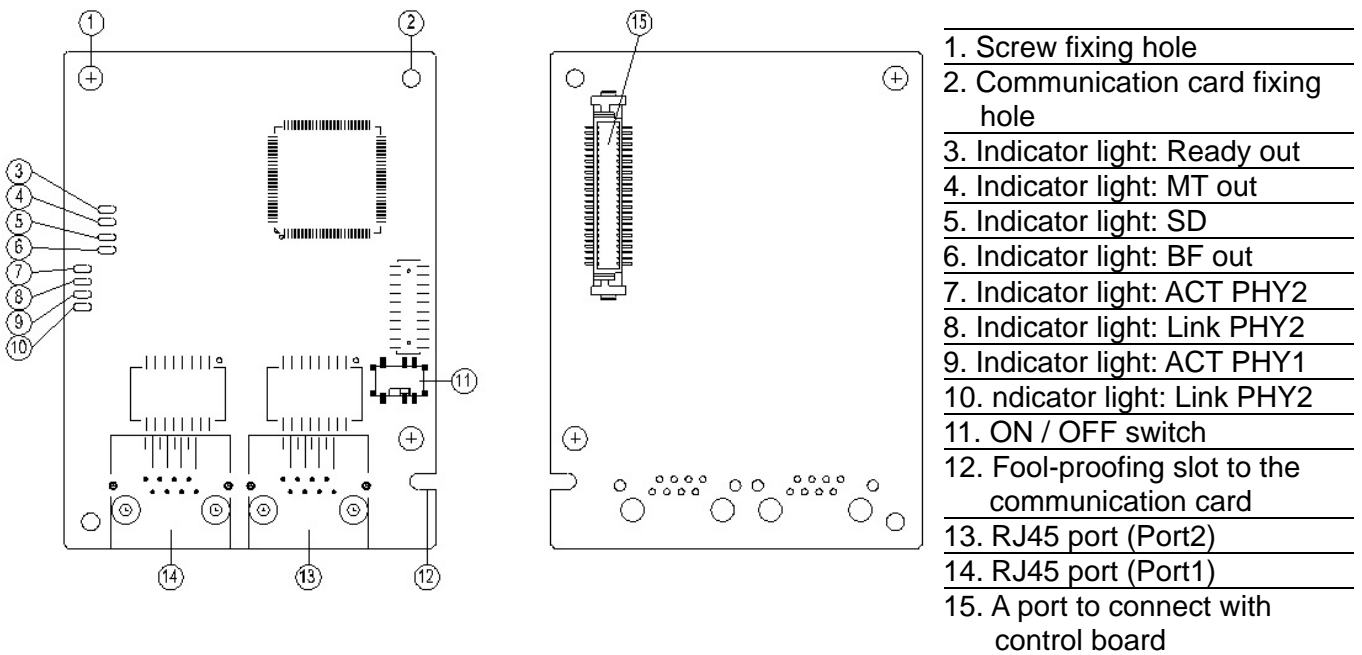 1
2
15
3
4
5
6
7
8
9
10
11
14
13
12
1. Screw fixing hole
2. Communication card fixing
hole
3. Indicator light: Ready out
4. Indicator light: MT out
5. Indicator light: SD
6. Indicator light: BF out
7. Indicator light: ACT PHY2
8. Indicator light: Link PHY2
9. Indicator light: ACT PHY1
10. ndicator light: Link PHY2
11. ON / OFF switch
12. Fool-proofing slot to the
communication card
13. RJ45 port (Port2)
14. RJ45 port (Port1)
15. A port to connect with
control board